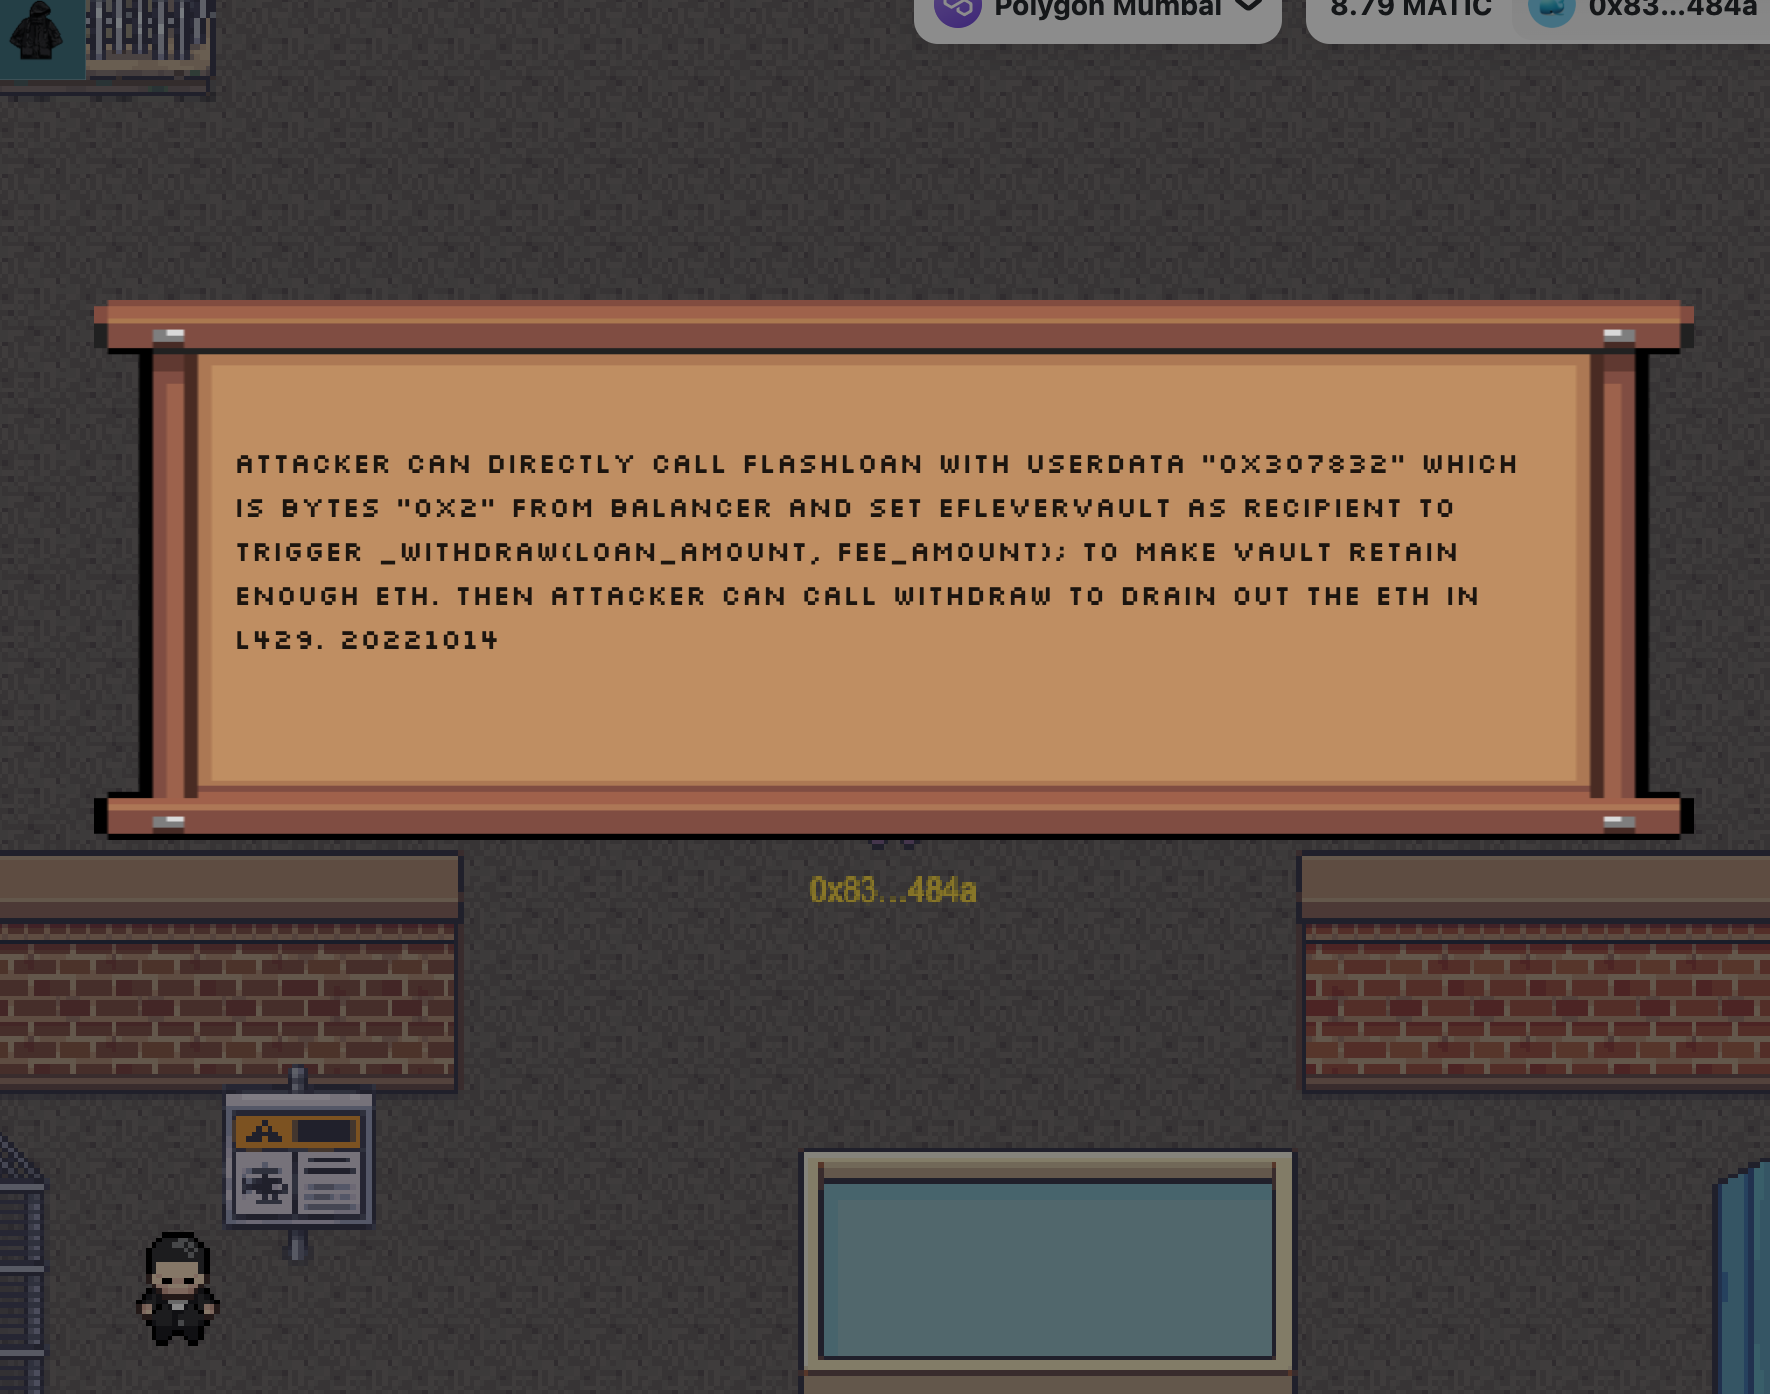 Polygon Mumbai
8.79 MATIC
0x83...484a
ATTACKER CAN DIRECTLY CALL FLASHLOAN WITH USERDATA "0X307832" WHICH
IS BYTES "0X2" FROM BALANCER AND SET EFLEVERVAULT AS RECIPIENT TO
TRIGGER _WITHDRAW(LOAN_AMOUNT, FEE_AMOUNT); TO MAKE VAULT RETAIN
ENOUGH ETH. THEN ATTACKER CAN CALL WITHDRAW TO DRAIN OUT THE ETH IN
L429. 20221014
0x83...484a